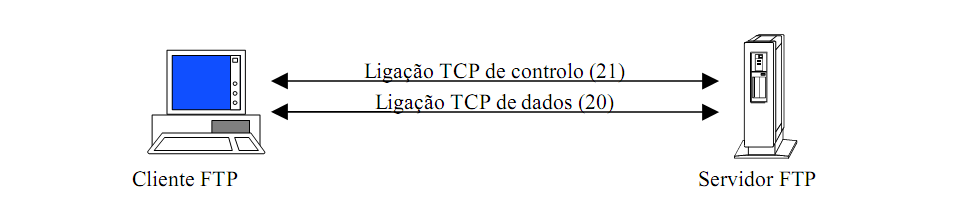 Ligação TCP de controlo (21)
Ligação TCP de dados (20)
Cliente FTP
Servidor FTP